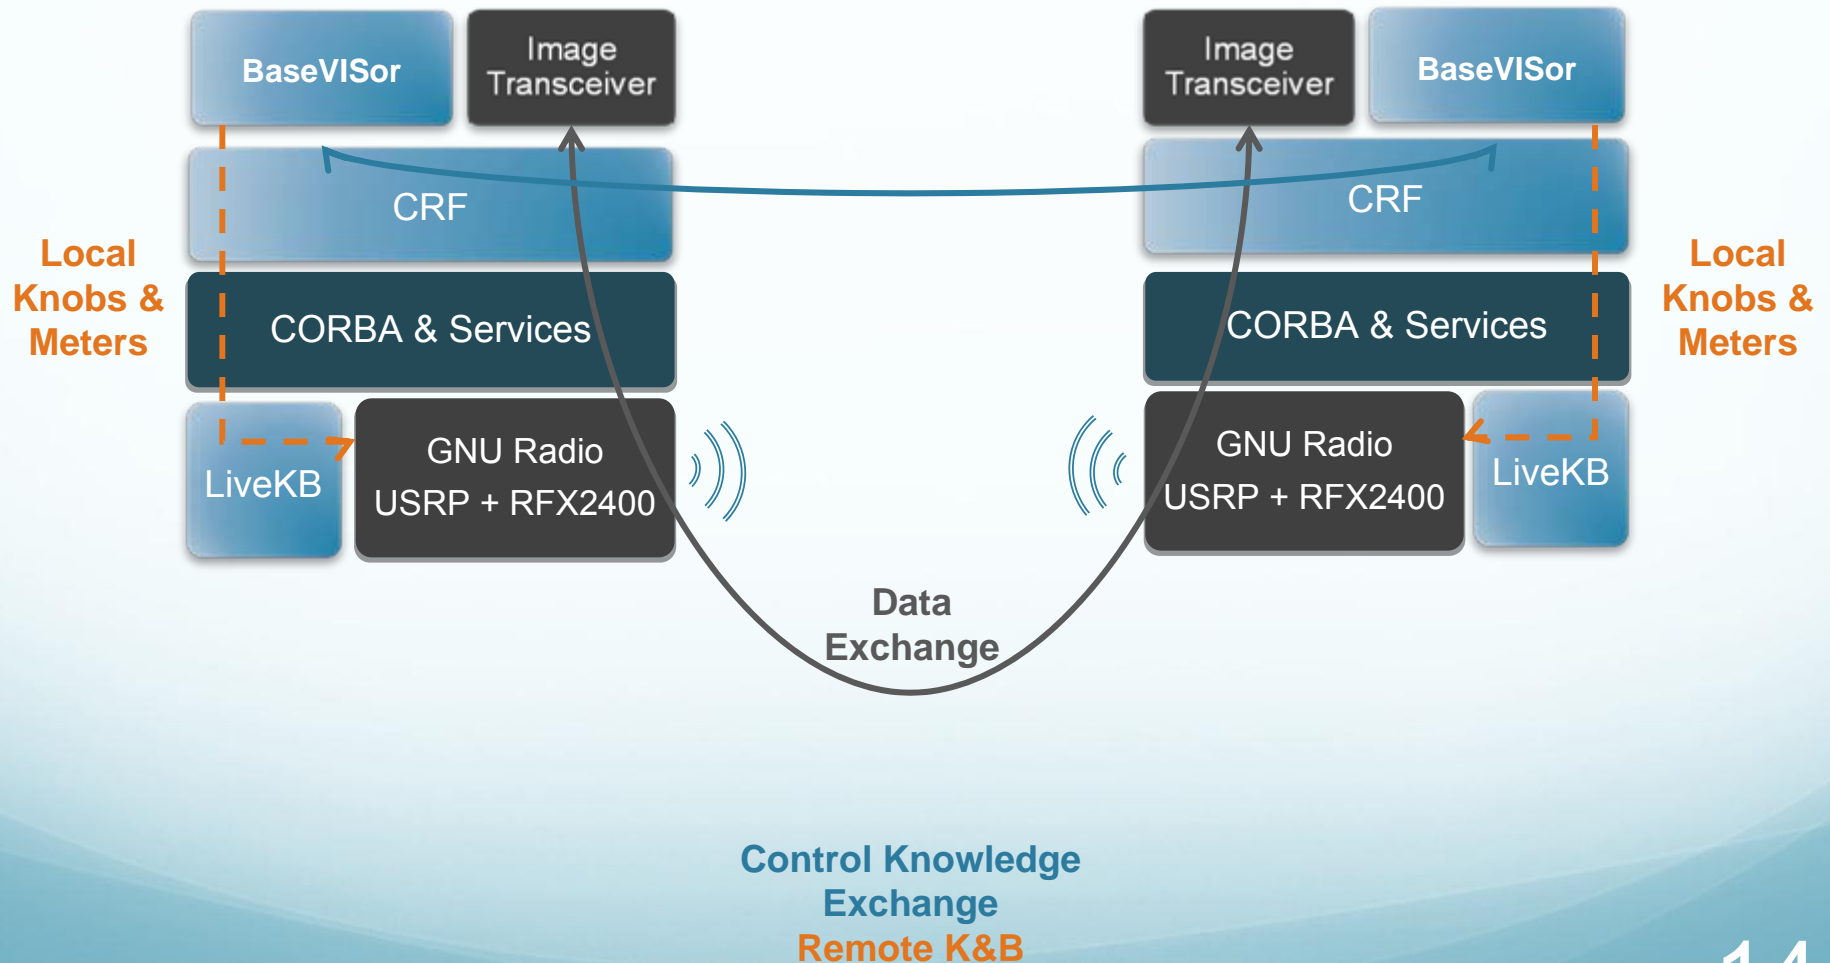 BaseVISor
Image
Transceiver
CRF
Local
Knobs &
Meters
CORBA & Services
LiveKB
GNU Radio
USRP + RFX2400
Image
Transceiver
BaseVISor
CRF
Local
Knobs &
Meters
CORBA & Services
GNU Radio
USRP + RFX2400
LiveKB
Data
Exchange
Control Knowledge
Exchange
Remote K&B
14